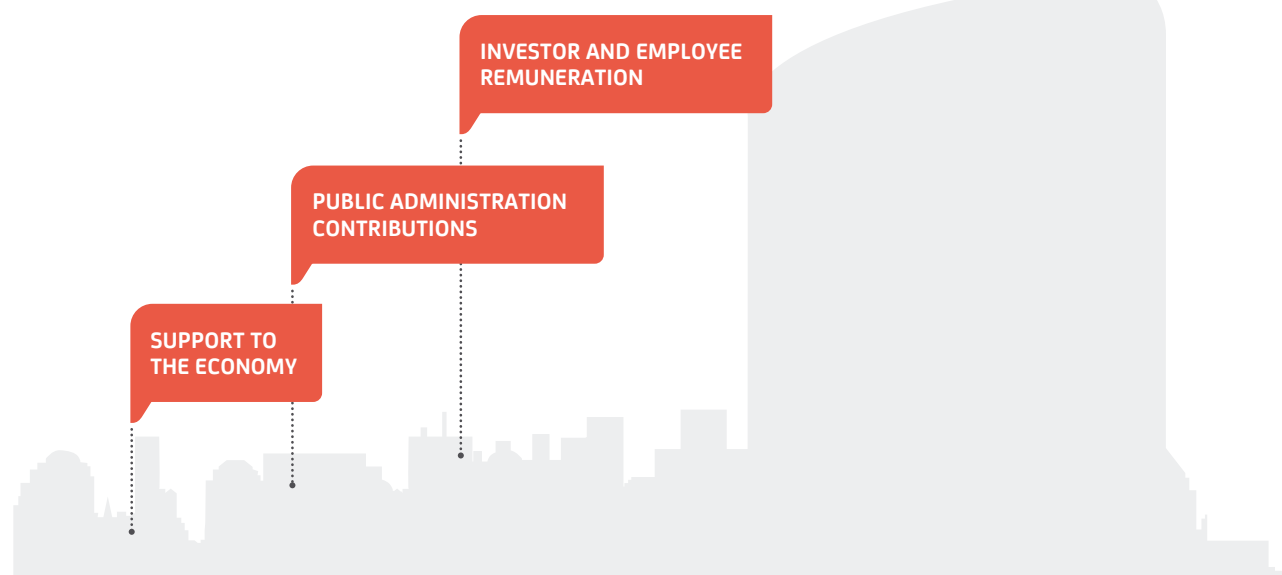 INVESTOR AND EMPLOYEE
REMUNERATION
PUBLIC ADMINISTRATION
CONTRIBUTIONS
SUPPORT TO
THE ECONOMY